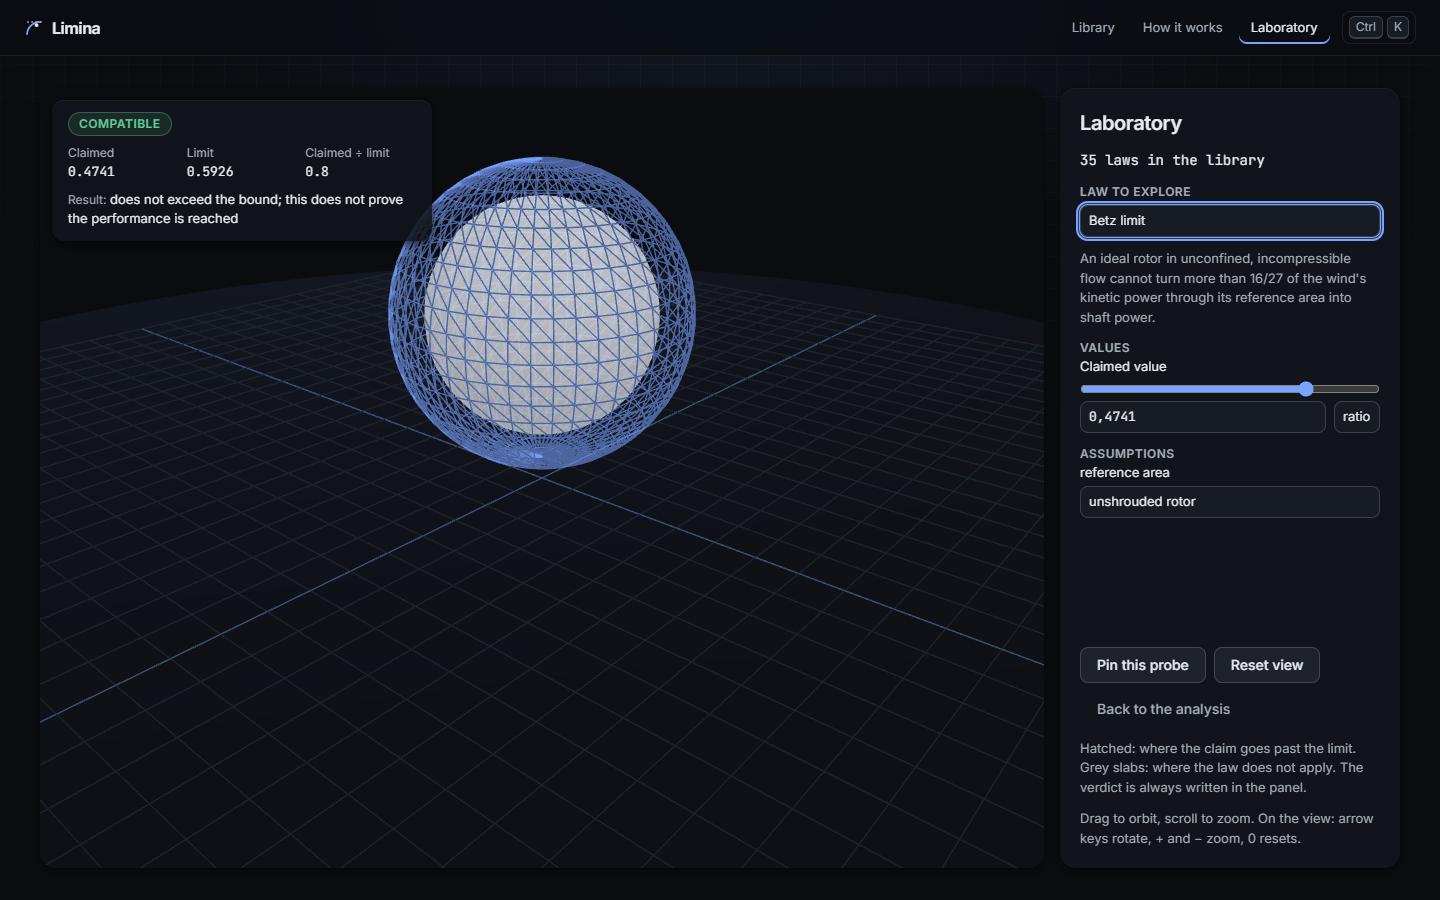 Limina
Library
How it works
Laboratory
Ctrl
K
COMPATIBLE
Claimed
Limit
Claimed ÷ limit
0.4741
0.5926
0.8
Result: does not exceed the bound; this does not prove
the performance is reached
Laboratory
35 laws in the library
LAW TO EXPLORE
Betz limit
An ideal rotor in unconfined, incompressible
flow cannot turn more than 16/27 of the wind's
kinetic power through its reference area into
shaft power.
VALUES
Claimed value
0,4741
ratio
ASSUMPTIONS
reference area
unshrouded rotor
Pin this probe
Reset view
Back to the analysis
Hatched: where the claim goes past the limit.
Grey slabs: where the law does not apply. The
verdict is always written in the panel.
Drag to orbit, scroll to zoom. On the view: arrow
keys rotate, + and − zoom, 0 resets.